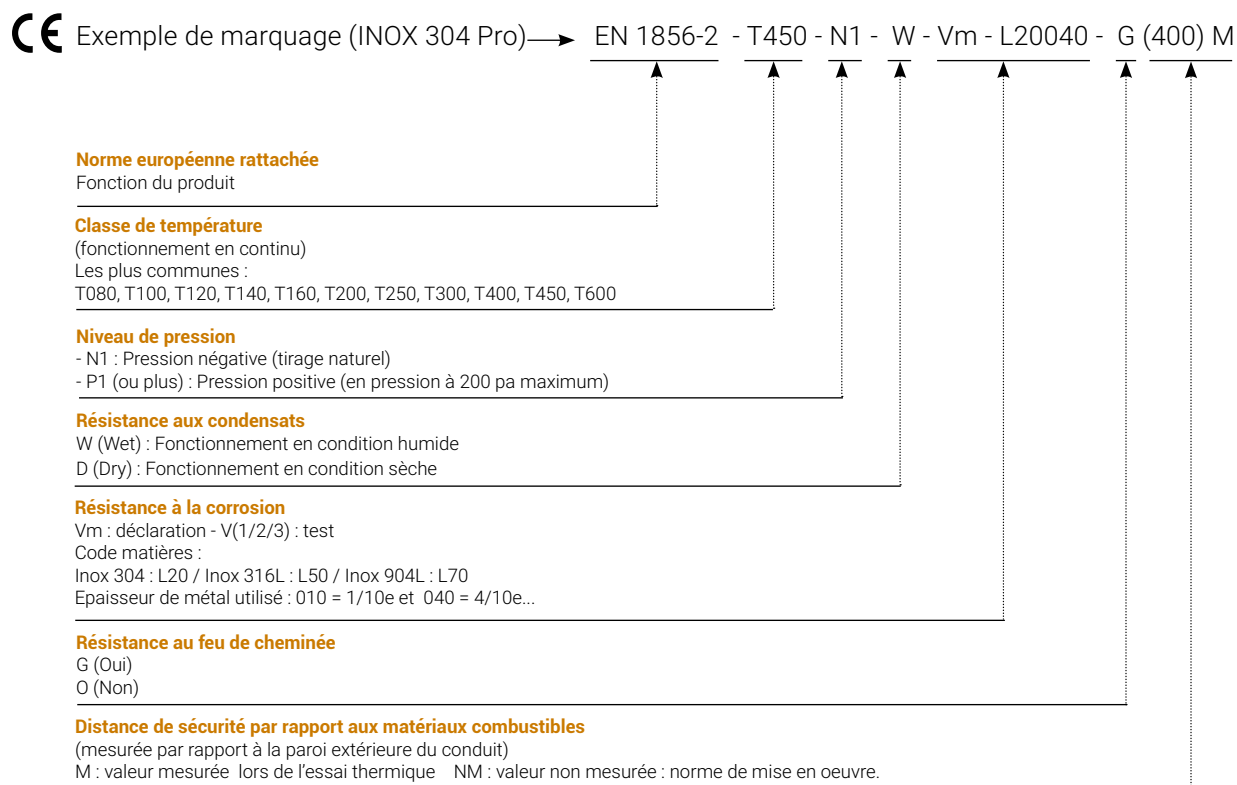 CE Exemple de marquage (INOX 304 Pro) EN 1856-2 - T450 - N1 - W - Vm - L20040 - G (400) M
Norme européenne rattachée
Fonction du produit
Classe de température
(fonctionnement en continu)
Les plus communes :
T080, T100, T120, T140, T160, T200, T250, T300, T400, T450, T600
Niveau de pression
- N1 : Pression négative (tirage naturel)
- P1 (ou plus) : Pression positive (en pression à 200 pa maximum)
Résistance aux condensats
W (Wet) : Fonctionnement en condition humide
D (Dry) : Fonctionnement en condition sèche
Résistance à la corrosion
Vm : déclaration - V(1/2/3) : test
Code matières :
Inox 304 : L20 / Inox 316L : L50 / Inox 904L : L70
Epaisseur de métal utilisé : 010 = 1/10e et 040 = 4/10e...
Résistance au feu de cheminée
G (Oui)
O (Non)
Distance de sécurité par rapport aux matériaux combustibles
(mesurée par rapport à la paroi extérieure du conduit)
M : valeur mesurée lors de l'essai thermique NM : valeur non mesurée : norme de mise en oeuvre.